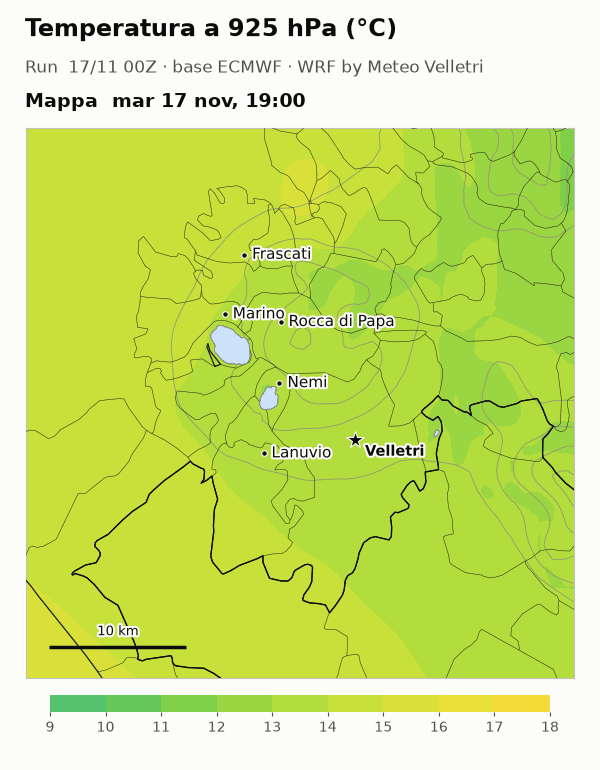 Temperatura a 925 hPa (°C)
Run  17/11 00Z · base ECMWF · WRF by Meteo Velletri
Mappa  mar 17 nov, 19:00
Frascati
Marino
Rocca di Papa
Nemi
Velletri
Lanuvio
10 km
9 10 11 12 13 14 15 16 17 18